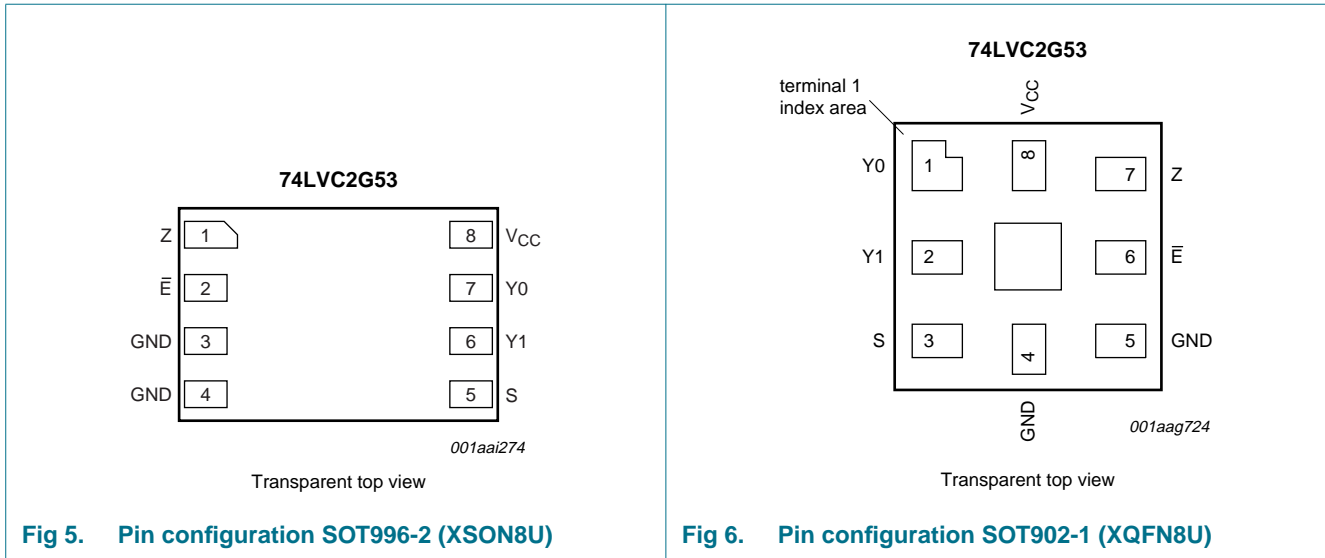 74LVC2G53
Z 1 8 VCC
E̅ 2 7 Y0
GND 3 6 Y1
GND 4 5 S
001aai274
Transparent top view
Fig 5. Pin configuration SOT996-2 (XSON8U)
74LVC2G53
terminal 1
index area
VCC
Y0 1 8 7 Z
Y1 2 6 E̅
S 3 4 5 GND
GND
001aag724
Transparent top view
Fig 6. Pin configuration SOT902-1 (XQFN8U)